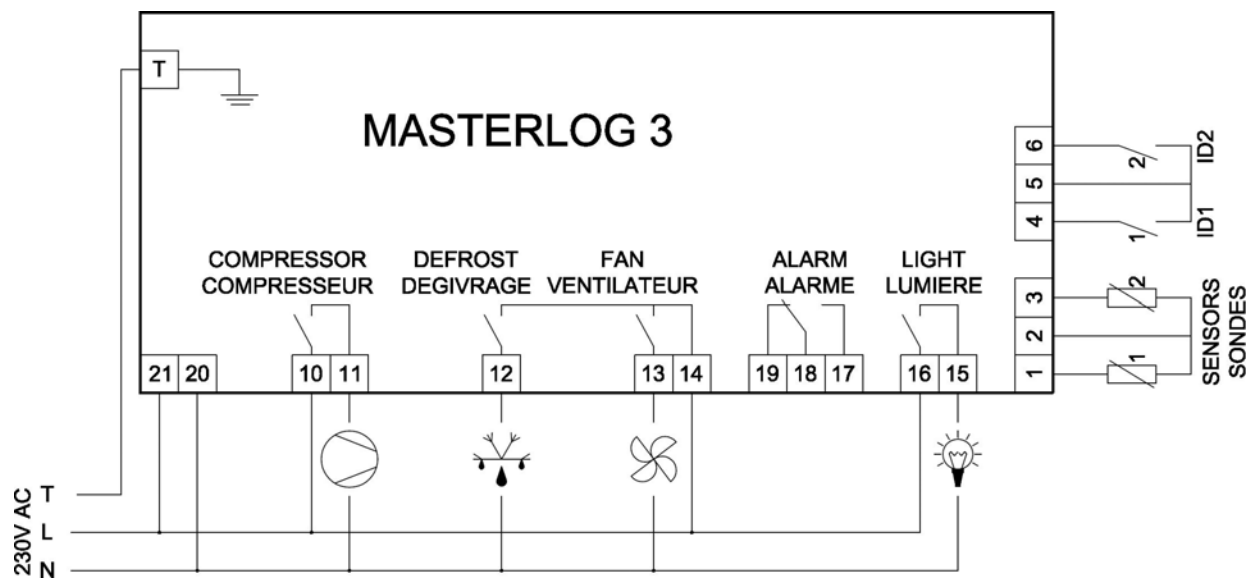 T
MASTERLOG 3
6
5
4
2
1
ID2
ID1
COMPRESSOR
COMPRESSEUR
DEFROST
DEGIVRAGE
FAN
VENTILATEUR
ALARM
ALARME
LIGHT
LUMIERE
3
2
1
2
1
SENSORS
SONDES
21 20 10 11 12 13 14 19 18 17 16 15
230V AC
T
L
N